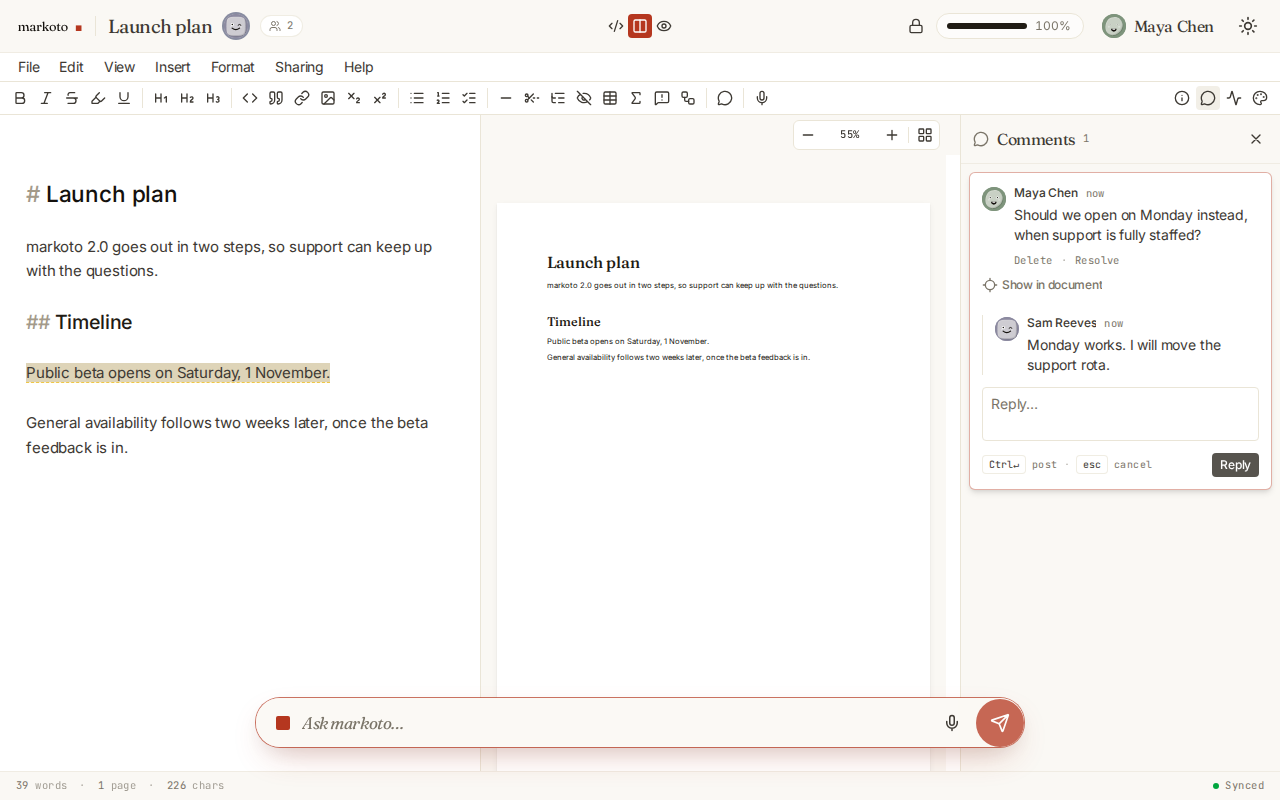 markoto
Launch plan
2
100%
Maya Chen
File Edit View Insert Format Sharing Help
B I S U H1 H2 H3 x2 x2 Σ
55%
Comments 1
# Launch plan
markoto 2.0 goes out in two steps, so support can keep up
with the questions.
## Timeline
Public beta opens on Saturday, 1 November.
General availability follows two weeks later, once the beta
feedback is in.
Launch plan
markoto 2.0 goes out in two steps, so support can keep up with the questions.
Timeline
Public beta opens on Saturday, 1 November.
General availability follows two weeks later, once the beta feedback is in.
Maya Chen now
Should we open on Monday instead,
when support is fully staffed?
Delete · Resolve
Show in document
Sam Reeves now
Monday works. I will move the
support rota.
Reply...
Ctrl↵ post · esc cancel
Reply
Ask markoto...
39 words · 1 page · 226 chars
Synced